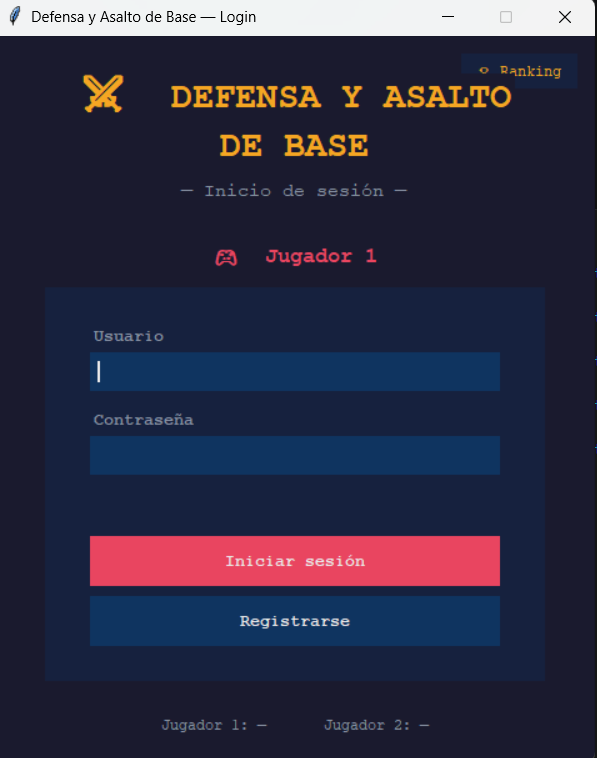 Defensa y Asalto de Base — Login
Ranking
DEFENSA Y ASALTO
DE BASE
— Inicio de sesión —
Jugador 1
Usuario
Contraseña
Iniciar sesión
Registrarse
Jugador 1: —
Jugador 2: —